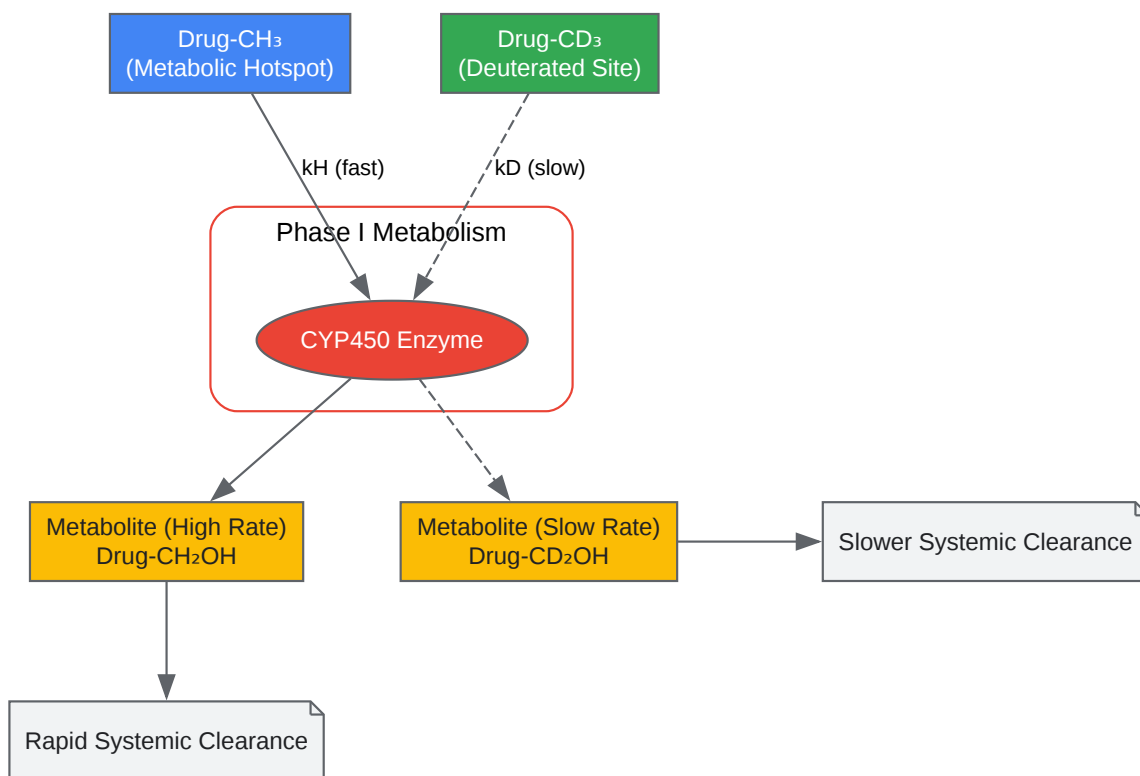 Drug-CH₃
(Metabolic Hotspot)
Drug-CD₃
(Deuterated Site)
kH (fast)
kD (slow)
Phase I Metabolism
CYP450 Enzyme
Metabolite (High Rate)
Drug-CH₂OH
Metabolite (Slow Rate)
Drug-CD₂OH
Slower Systemic Clearance
Rapid Systemic Clearance